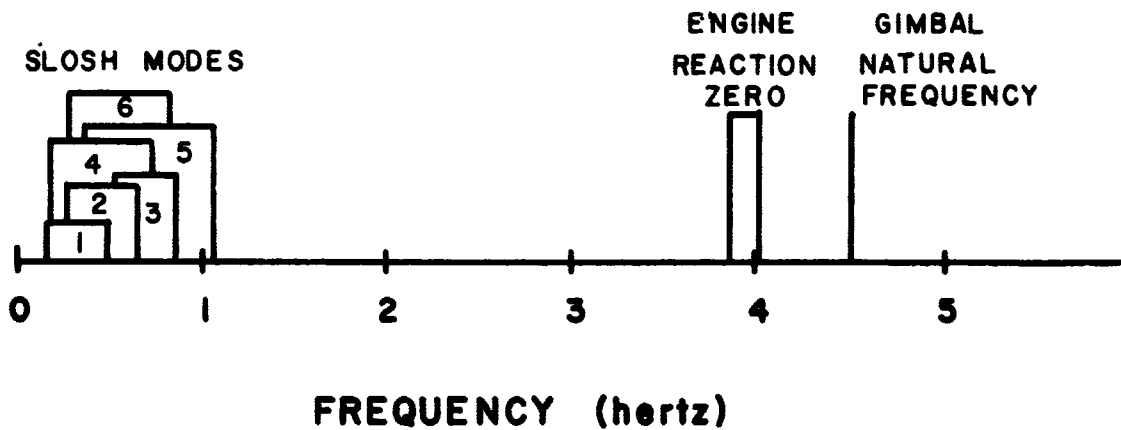 SLOSH MODES
ENGINE
REACTION
ZERO
GIMBAL
NATURAL
FREQUENCY
6
5
4
2
3
1
0 1 2 3 4 5
FREQUENCY (hertz)